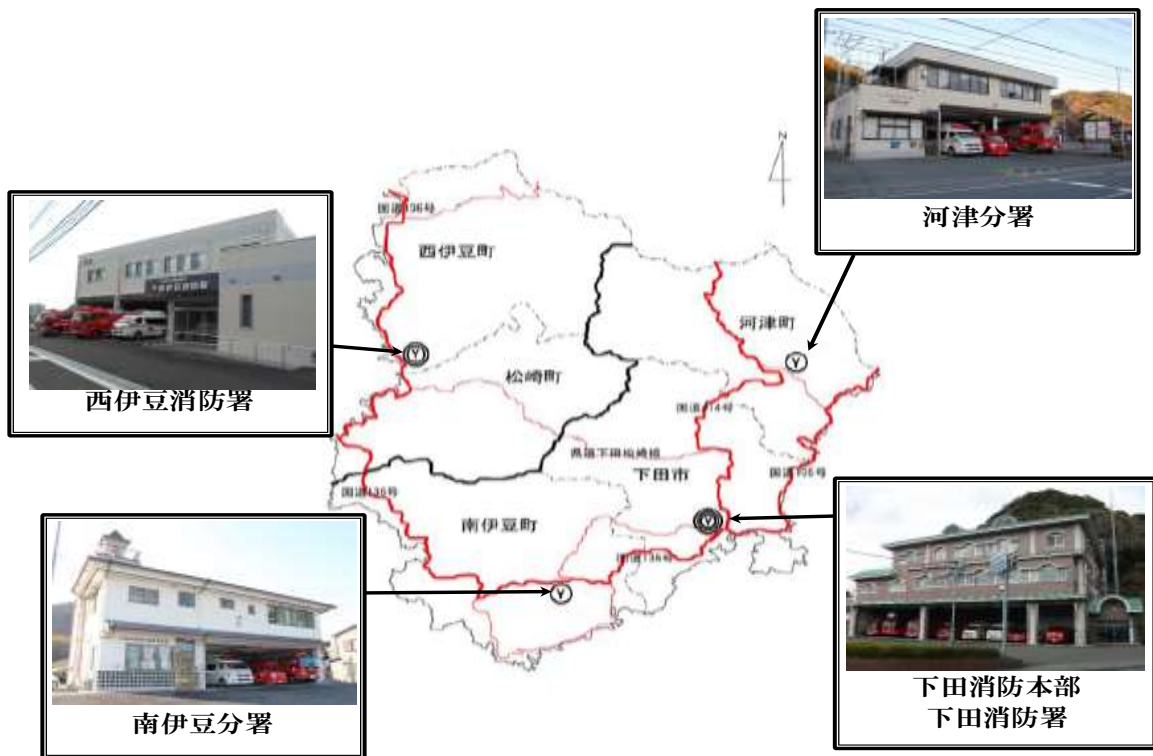 河津分署
N
国道136号
西伊豆町
河津町
西伊豆消防署
松崎町
国道414号
県道下田松崎線
下田市
国道135号
国道136号
南伊豆町
国道136号
南伊豆分署
下田消防本部
下田消防署